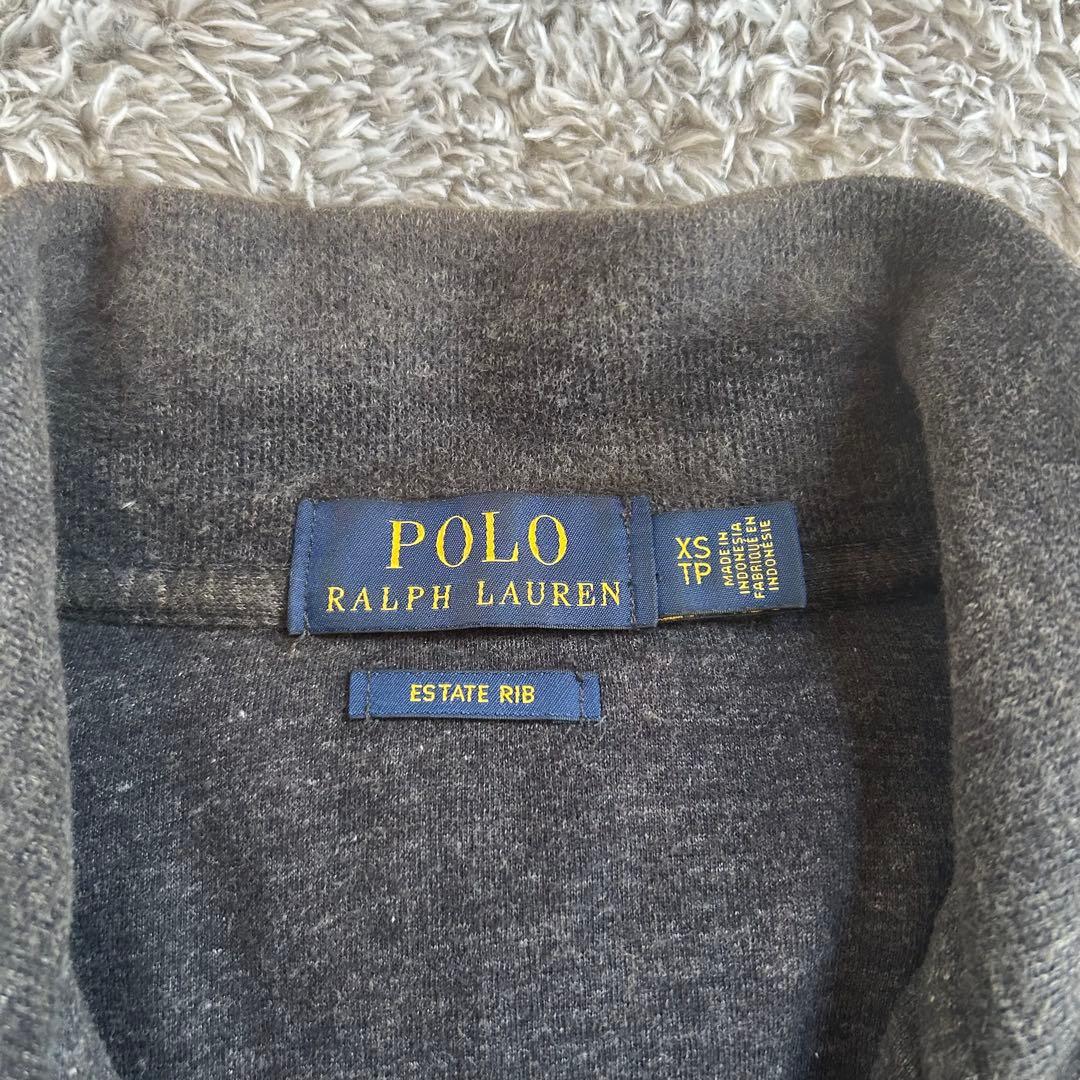 POLO
RALPH LAUREN
XS
TP
MADE IN
INDONESIA
FABRIQUÉ EN
INDONÉSIE
ESTATE RIB